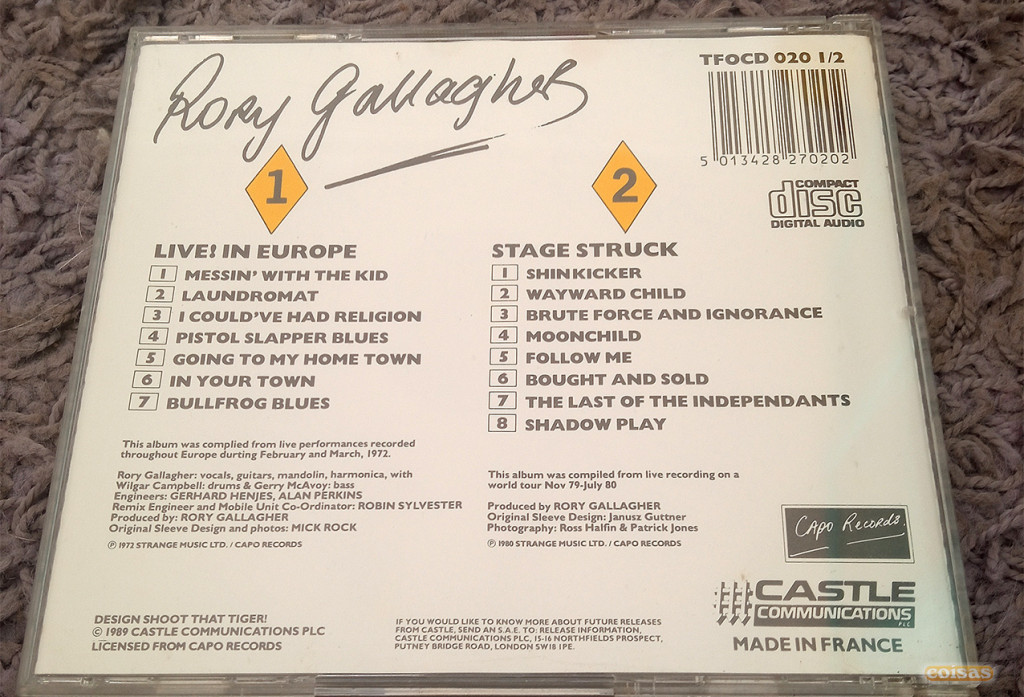 Rory Gallagher
TFOCD 020 1/2
5 013428 270202
COMPACT
disc
DIGITAL AUDIO
1
LIVE! IN EUROPE
1 MESSIN' WITH THE KID
2 LAUNDROMAT
3 I COULD'VE HAD RELIGION
4 PISTOL SLAPPER BLUES
5 GOING TO MY HOME TOWN
6 IN YOUR TOWN
7 BULLFROG BLUES
This album was complied from live performances recorded
throughout Europe durting February and March, 1972.
Rory Gallagher: vocals, guitars, mandolin, harmonica, with
Wilgar Campbell: drums & Gerry McAvoy: bass
Engineers: GERHARD HENJES, ALAN PERKINS
Remix Engineer and Mobile Unit Co-Ordinator: ROBIN SYLVESTER
Produced by: RORY GALLAGHER
Original Sleeve Design and photos: MICK ROCK
℗ 1972 STRANGE MUSIC LTD. / CAPO RECORDS
2
STAGE STRUCK
1 SHINKICKER
2 WAYWARD CHILD
3 BRUTE FORCE AND IGNORANCE
4 MOONCHILD
5 FOLLOW ME
6 BOUGHT AND SOLD
7 THE LAST OF THE INDEPENDANTS
8 SHADOW PLAY
This album was compiled from live recording on a
world tour Nov 79-July 80
Produced by RORY GALLAGHER
Original Sleeve Design: Janusz Guttner
Photography: Ross Halfin & Patrick Jones
℗ 1980 STRANGE MUSIC LTD. / CAPO RECORDS
Capo Records.
CASTLE
COMMUNICATIONS
PLC
MADE IN FRANCE
DESIGN SHOOT THAT TIGER!
© 1989 CASTLE COMMUNICATIONS PLC
LICENSED FROM CAPO RECORDS
IF YOU WOULD LIKE TO KNOW MORE ABOUT FUTURE RELEASES
FROM CASTLE, SEND AN S.A.E. TO: RELEASE INFORMATION,
CASTLE COMMUNICATIONS PLC, 15-16 NORTHFIELDS PROSPECT,
PUTNEY BRIDGE ROAD, LONDON SW18 1PE.
coisas